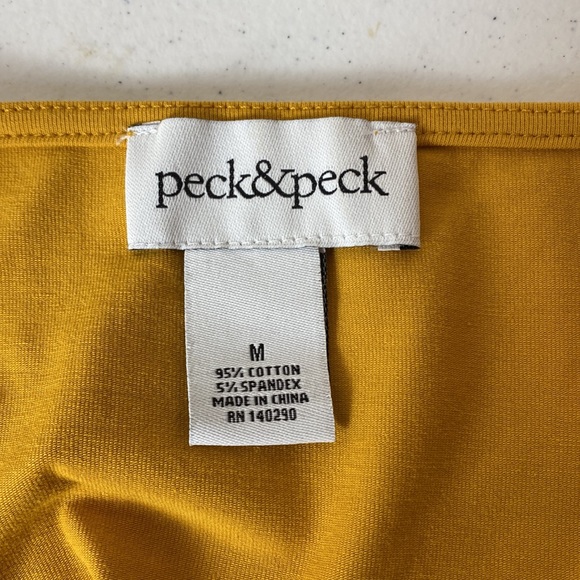 peck&peck
M
95% COTTON
5% SPANDEX
MADE IN CHINA
RN 140290